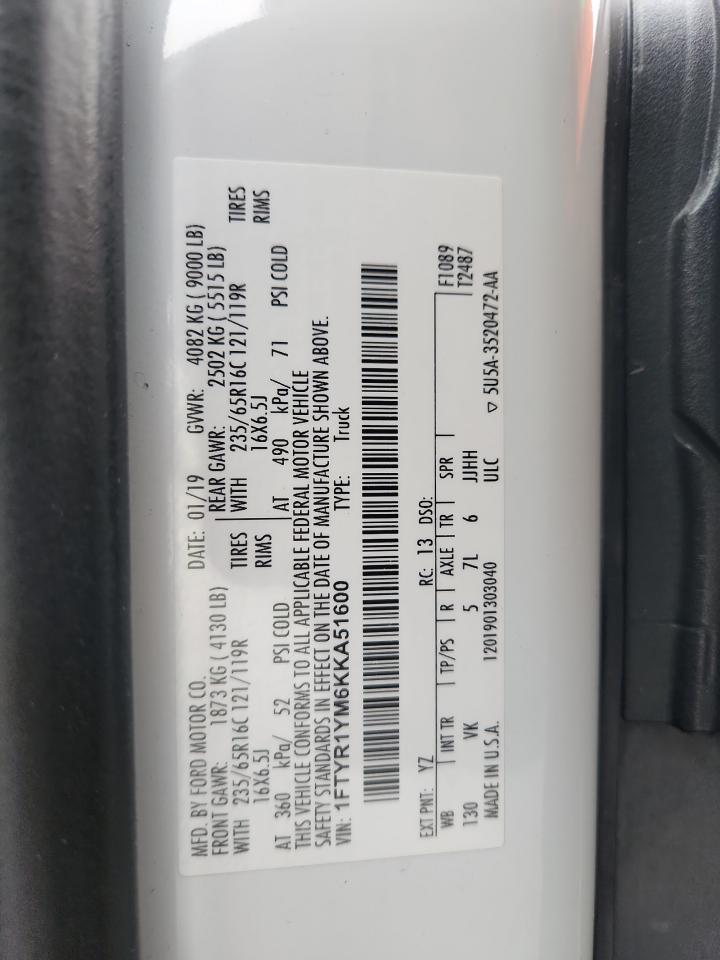 MFD. BY FORD MOTOR CO. DATE: 01/19 GVWR: 4082 KG ( 9000 LB)
FRONT GAWR: 1873 KG ( 4130 LB) REAR GAWR: 2502 KG ( 5515 LB)
WITH 235/65R16C 121/119R TIRES WITH 235/65R16C 121/119R TIRES
16X6.5J RIMS 16X6.5J RIMS
AT 360 kPa/ 52 PSI COLD AT 490 kPa/ 71 PSI COLD
THIS VEHICLE CONFORMS TO ALL APPLICABLE FEDERAL MOTOR VEHICLE
SAFETY STANDARDS IN EFFECT ON THE DATE OF MANUFACTURE SHOWN ABOVE.
VIN: 1FTYR1YM6KKA51600 TYPE: Truck
EXT PNT: YZ RC: 13 DSO:
WB INT TR TP/PS R AXLE TR SPR F1089
130 VK 5 7L 6 JJHH T2487
MADE IN U.S.A. 1201901303040 ULC ▽ 5U5A-3520472-AA